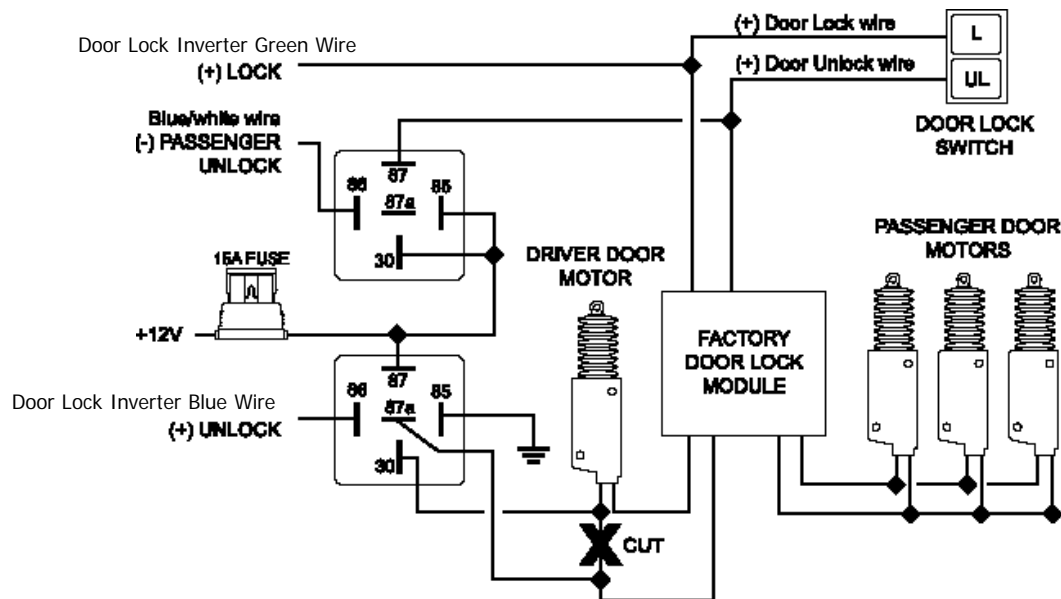 (+) Door Lock wire
Door Lock Inverter Green Wire
(+) LOCK
L
(+) Door Unlock wire
UL
DOOR LOCK
SWITCH
Blue/white wire
(-) PASSENGER
UNLOCK
87
86
85
87a
30
15A FUSE
+12V
DRIVER DOOR
MOTOR
PASSENGER DOOR
MOTORS
FACTORY
DOOR LOCK
MODULE
87
86
85
87a
30
Door Lock Inverter Blue Wire
(+) UNLOCK
X CUT